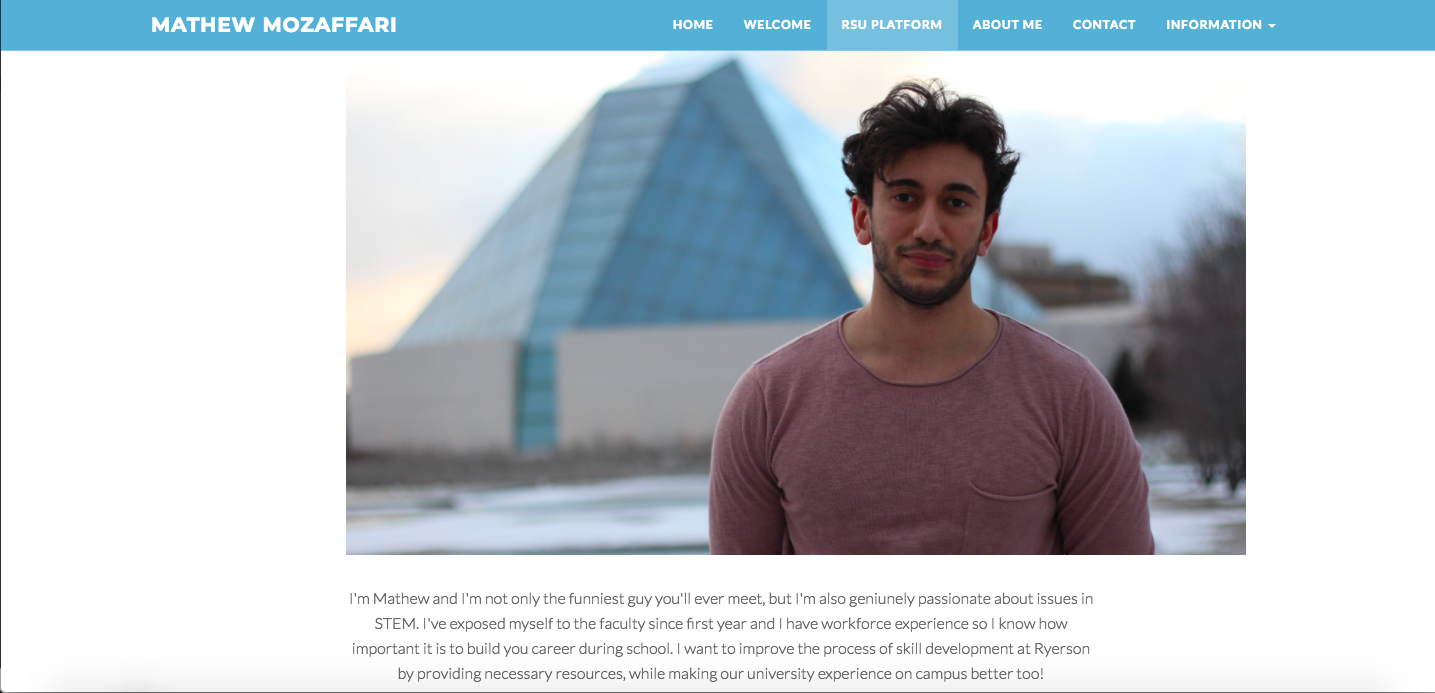 MATHEW MOZAFFARI
HOME WELCOME RSU PLATFORM ABOUT ME CONTACT INFORMATION
I'm Mathew and I'm not only the funniest guy you'll ever meet, but I'm also geniunely passionate about issues in
STEM. I've exposed myself to the faculty since first year and I have workforce experience so I know how
important it is to build you career during school. I want to improve the process of skill development at Ryerson
by providing necessary resources, while making our university experience on campus better too!